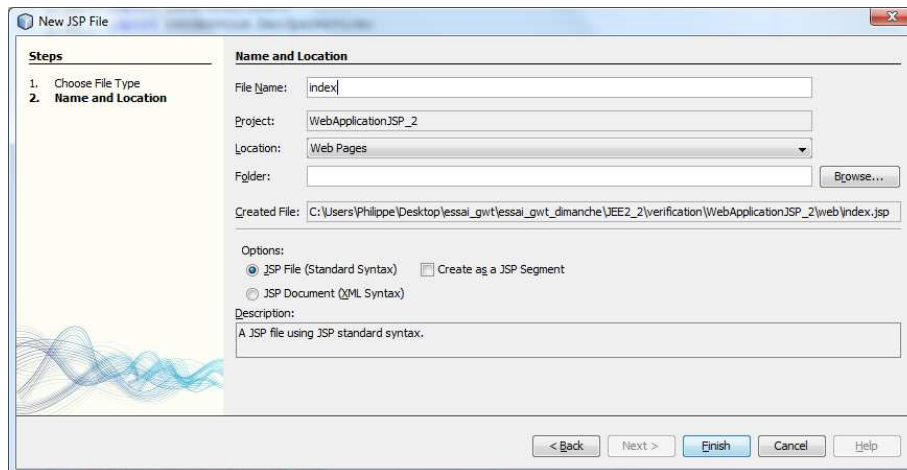 New JSP File
Steps
1. Choose File Type
2. Name and Location
Name and Location
File Name: index
Project: WebApplicationJSP_2
Location: Web Pages
Folder: Browse...
Created File: C:\Users\Philippe\Desktop\essai_gwt\essai_gwt_dimanche\JEE2_2\verification\WebApplicationJSP_2\web\index.jsp
Options:
JSP File (Standard Syntax) Create as a JSP Segment
JSP Document (XML Syntax)
Description:
A JSP file using JSP standard syntax.
< Back Next > Finish Cancel Help